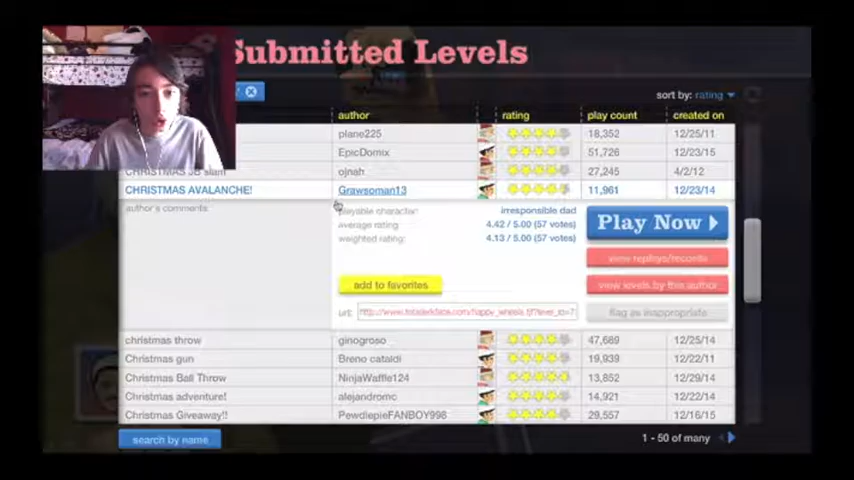 Submitted Levels
sort by: rating
author rating play count created on
plane225 18,352 12/25/11
EpicDomix 51,726 12/23/15
CHRISTMAS ojnah 27,245 4/2/12
CHRISTMAS AVALANCHE! Grawsoman13 11,961 12/23/14
author's comments:
playable character: irresponsible dad
average rating: 4.42 / 5.00 (57 votes)
weighted rating: 4.13 / 5.00 (57 votes)
Play Now
view replays/records
add to favorites
view levels by this author
url:
flag as inappropriate
christmas throw ginogroso 47,669 12/25/14
Christmas gun Breno cataldi 19,939 12/22/11
Christmas Ball Throw NinjaWaffle124 13,852 12/29/14
Christmas adventure! alejandromc 14,921 12/22/14
Christmas Giveaway!! PewdiepieFANBOY998 29,557 12/16/15
search by name
1 - 50 of many